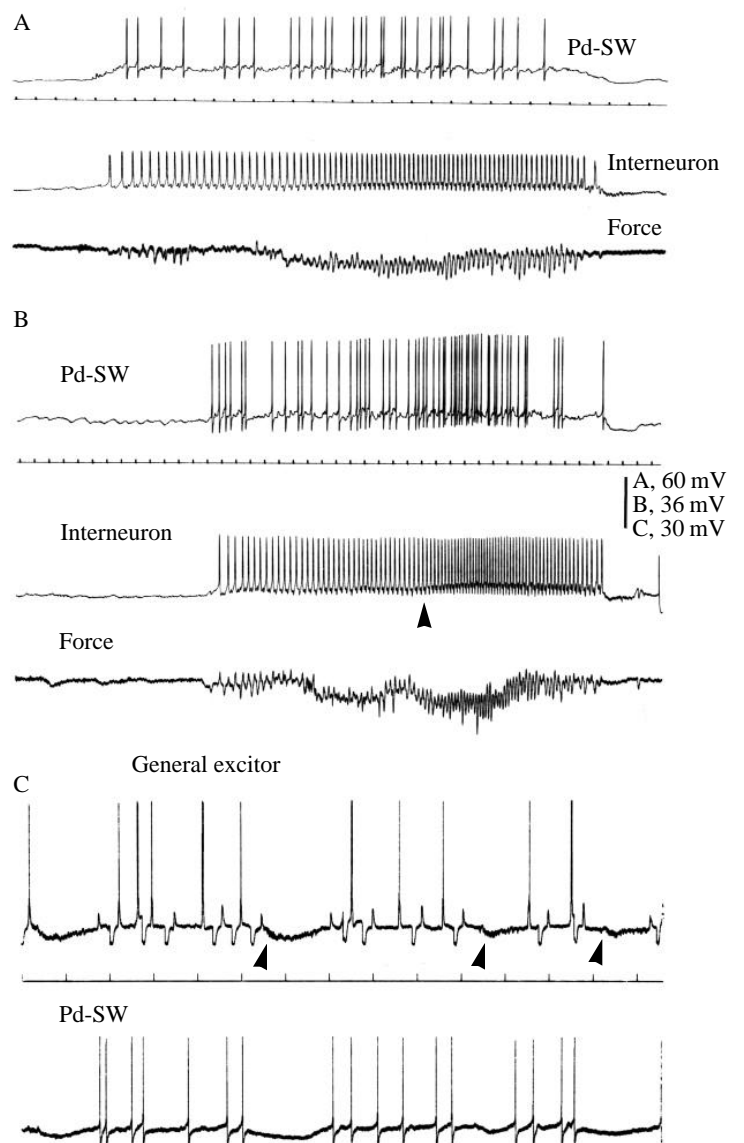 A
Pd-SW
Interneuron
Force
B
Pd-SW
A, 60 mV
B, 36 mV
C, 30 mV
Interneuron
Force
General excitor
C
Pd-SW